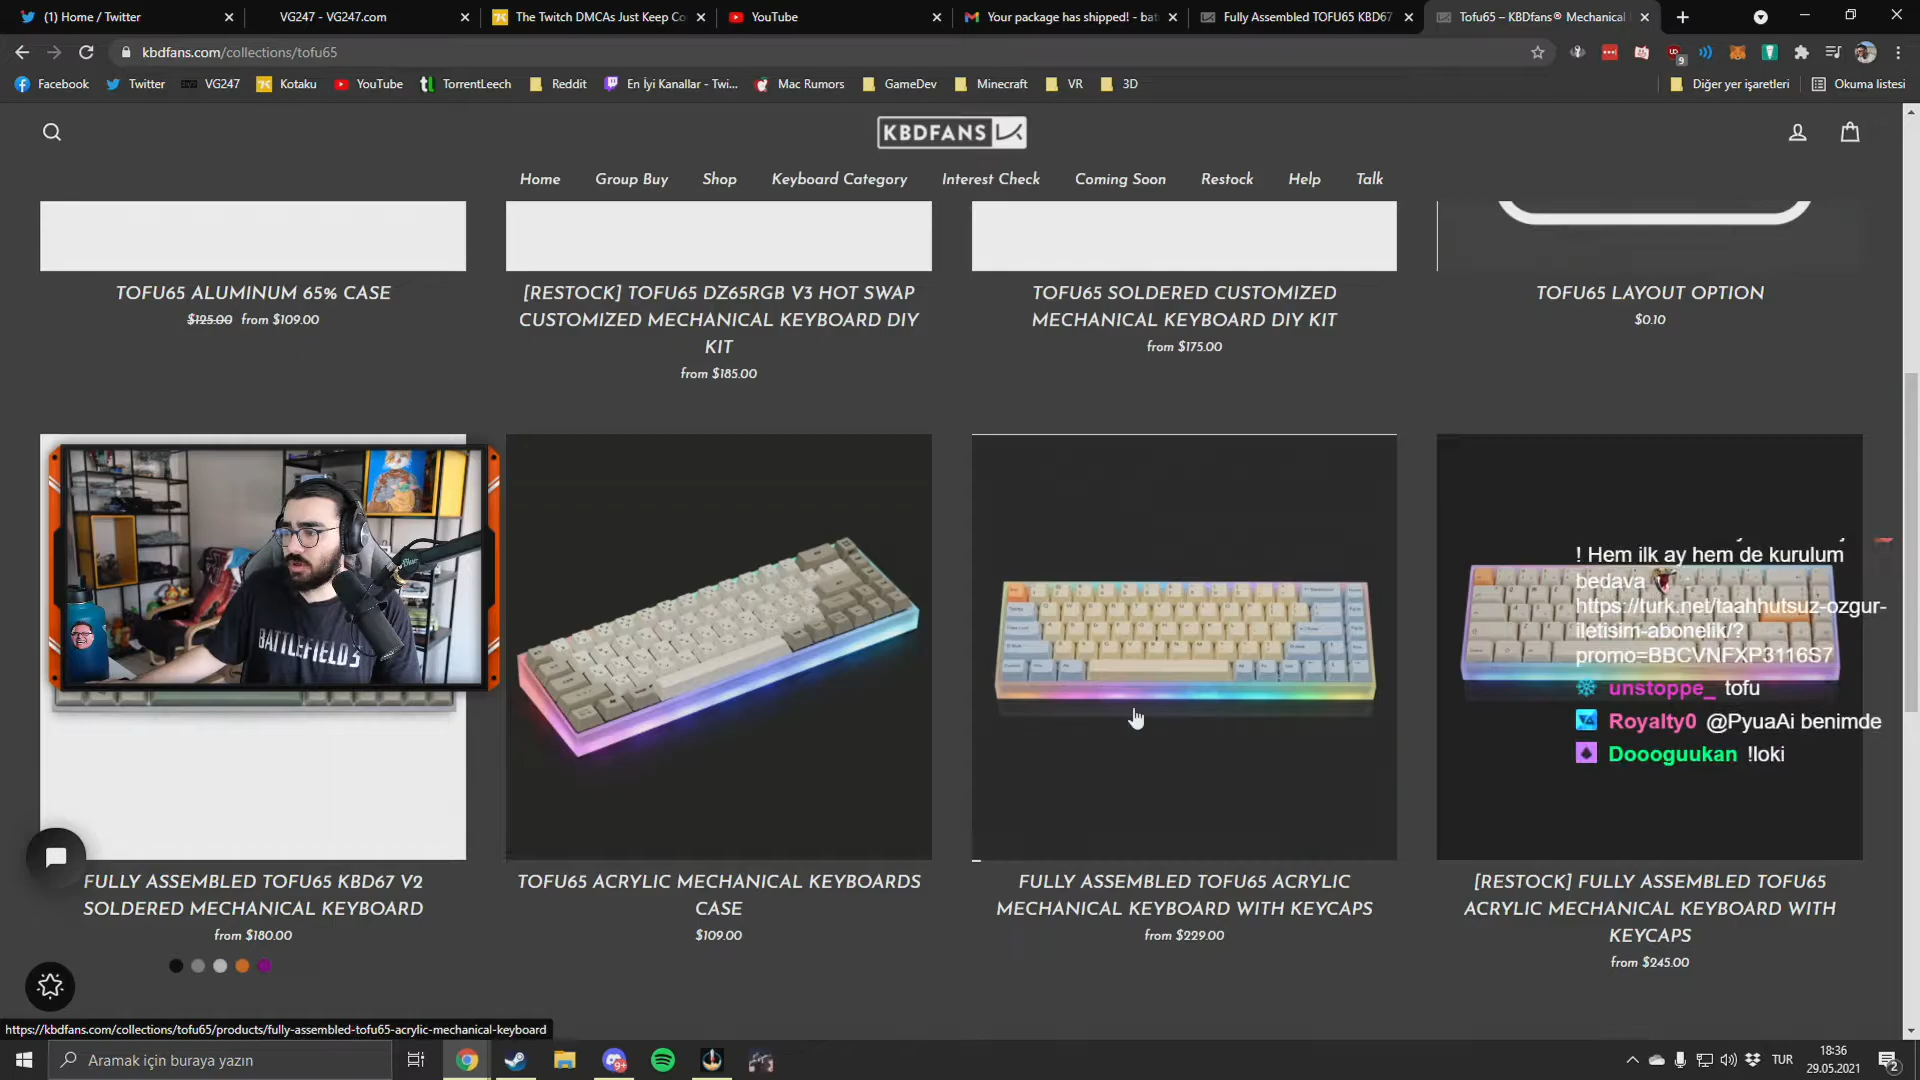 (1) Home / Twitter
VG247 - VG247.com
The Twitch DMCAs Just Keep Co
YouTube
Your package has shipped! - bat
Fully Assembled TOFU65 KBD67
Tofu65 – KBDfans® Mechanical
kbdfans.com/collections/tofu65
9
Facebook
Twitter
VG247
Kotaku
YouTube
TorrentLeech
Reddit
En İyi Kanallar - Twi...
Mac Rumors
GameDev
Minecraft
VR
3D
Diğer yer işaretleri
Okuma listesi
KBDFANS
Home
Group Buy
Shop
Keyboard Category
Interest Check
Coming Soon
Restock
Help
Talk
TOFU65 ALUMINUM 65% CASE
$125.00 from $109.00
[RESTOCK] TOFU65 DZ65RGB V3 HOT SWAP
CUSTOMIZED MECHANICAL KEYBOARD DIY
KIT
from $185.00
TOFU65 SOLDERED CUSTOMIZED
MECHANICAL KEYBOARD DIY KIT
from $175.00
TOFU65 LAYOUT OPTION
$0.10
BATTLEFIELD 3
Blue
! Hem ilk ay hem de kurulum
bedava
https://turk.net/taahhutsuz-ozgur-
iletisim-abonelik/?
promo=BBCVNFXP3116S7
unstoppe_ tofu
Royalty0 @PyuaAi benimde
Doooguukan !loki
FULLY ASSEMBLED TOFU65 KBD67 V2
SOLDERED MECHANICAL KEYBOARD
from $180.00
TOFU65 ACRYLIC MECHANICAL KEYBOARDS
CASE
$109.00
FULLY ASSEMBLED TOFU65 ACRYLIC
MECHANICAL KEYBOARD WITH KEYCAPS
from $229.00
[RESTOCK] FULLY ASSEMBLED TOFU65
ACRYLIC MECHANICAL KEYBOARD WITH
KEYCAPS
from $245.00
https://kbdfans.com/collections/tofu65/products/fully-assembled-tofu65-acrylic-mechanical-keyboard
Aramak için buraya yazın
9+
TUR
18:36
29.05.2021
2